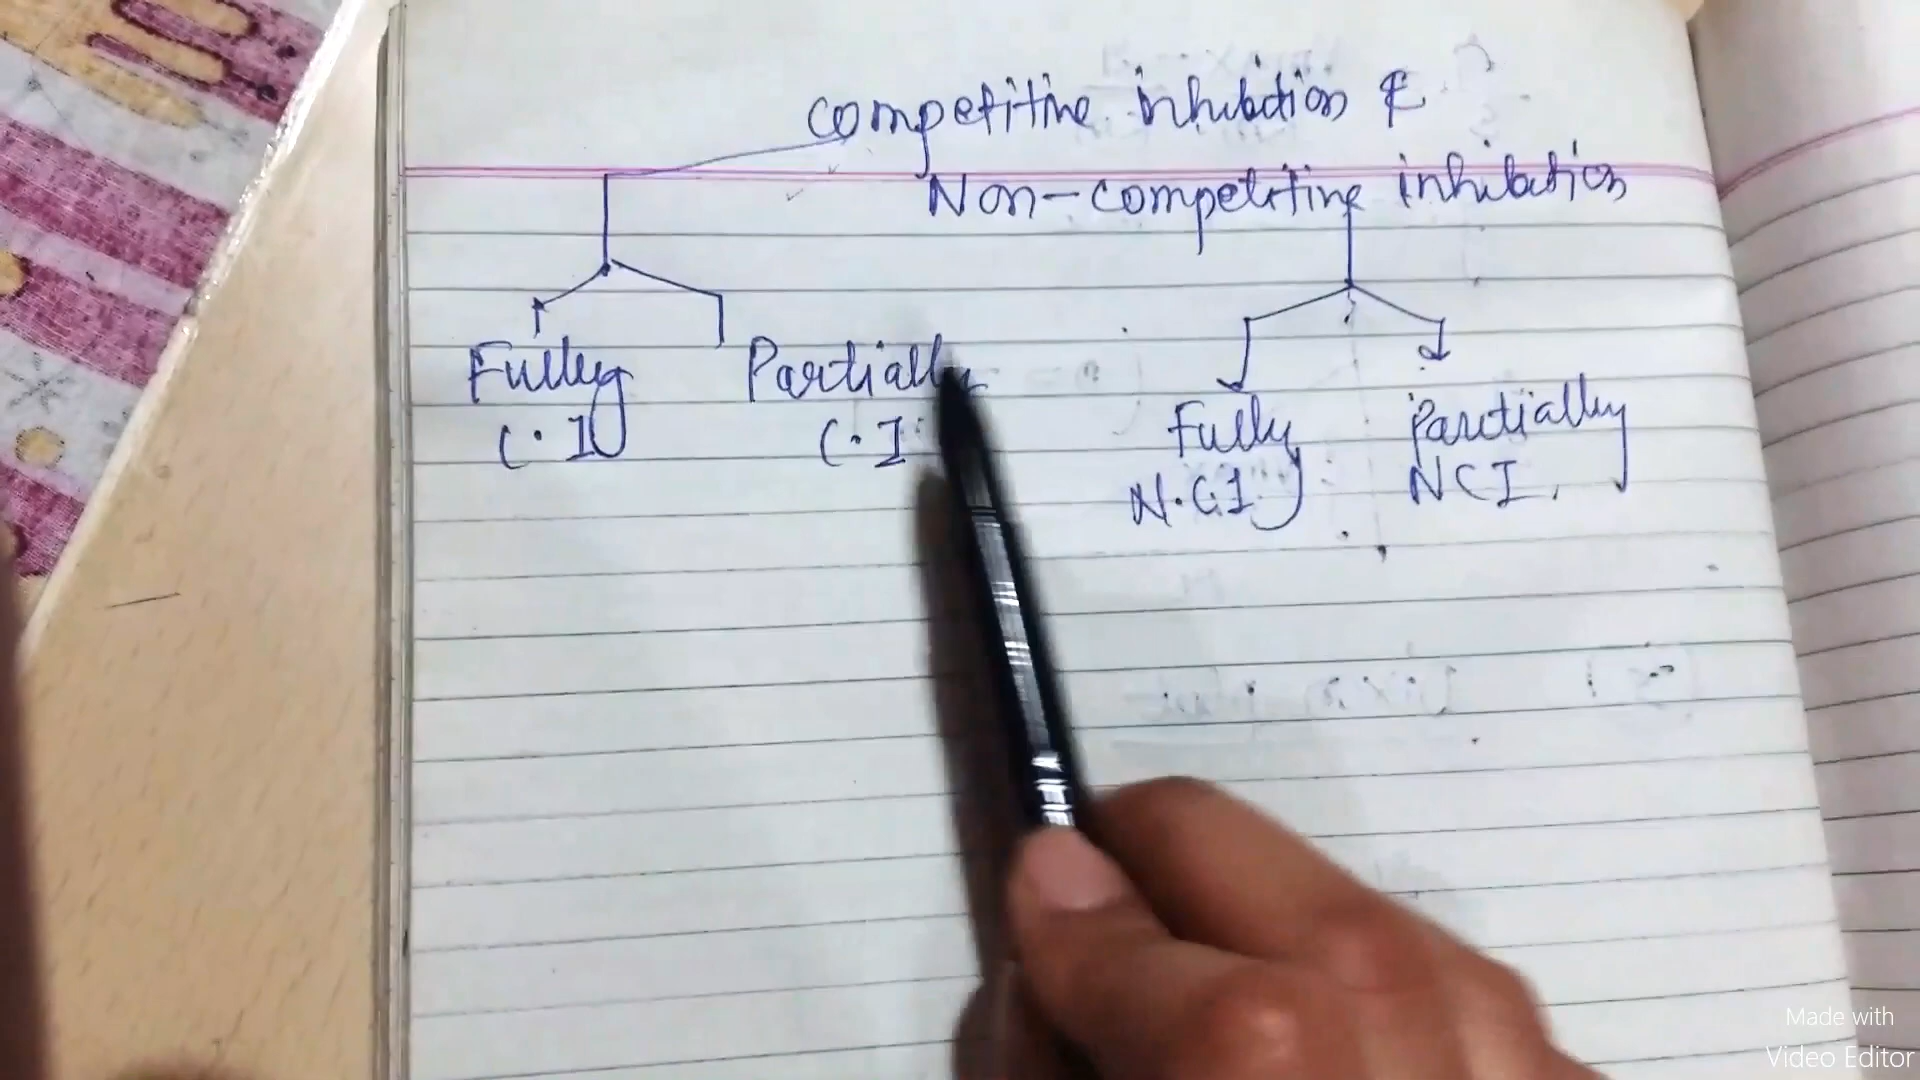 competitive inhibition &
Non-competitive inhibition
Fully
C.I
Partially
C.I
Fully
N.C.I
Partially
NCI.
Made with
Video Editor